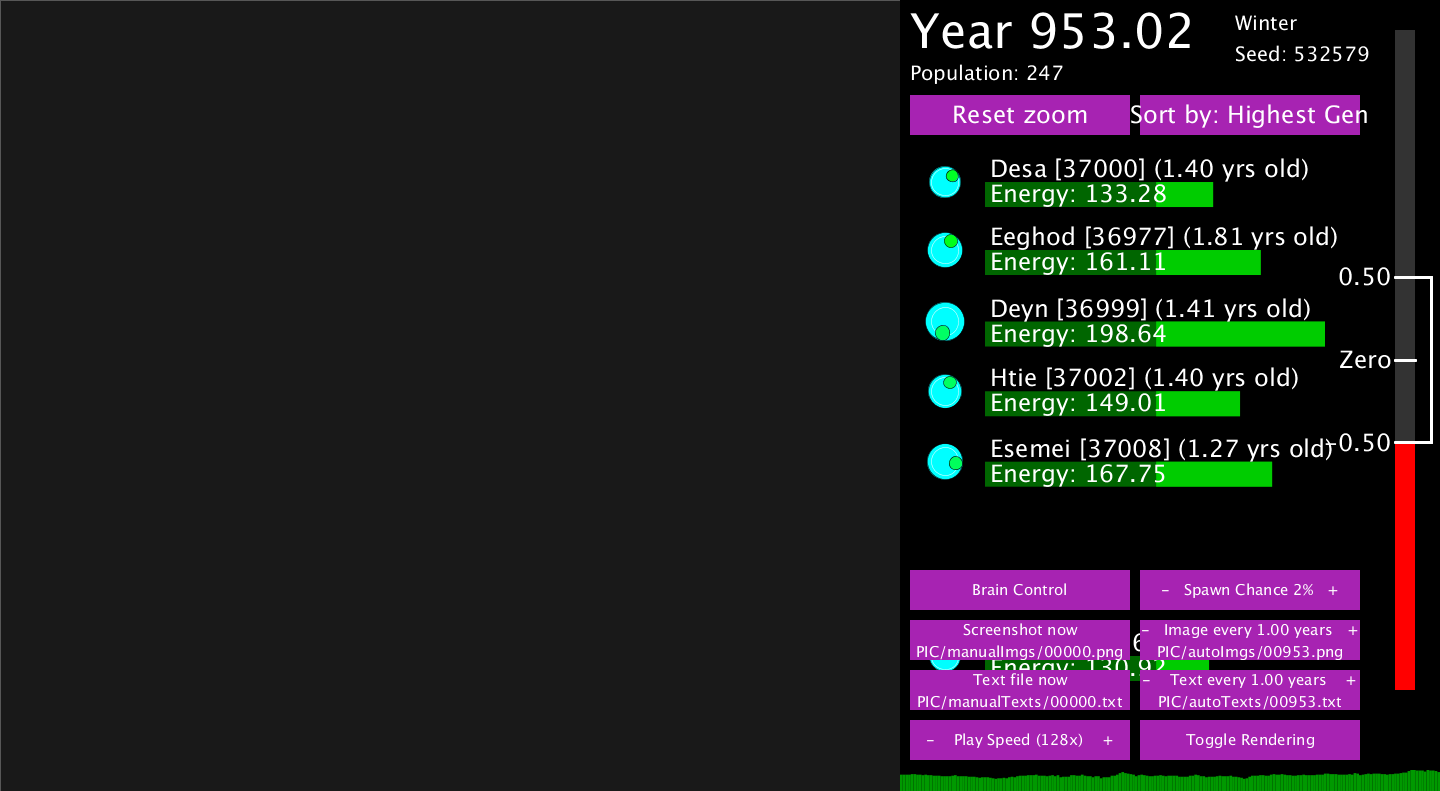 Year 953.02
Winter
Seed: 532579
Population: 247
Reset zoom
Sort by: Highest Gen
Desa [37000] (1.40 yrs old)
Energy: 133.28
Eeghod [36977] (1.81 yrs old)
Energy: 161.11
0.50
Deyn [36999] (1.41 yrs old)
Energy: 198.64
Zero
Htie [37002] (1.40 yrs old)
Energy: 149.01
-0.50
Esemei [37008] (1.27 yrs old)
Energy: 167.75
Brain Control
- Spawn Chance 2% +
Screenshot now
PIC/manualImgs/00000.png
- Image every 1.00 years +
PIC/autoImgs/00953.png
Energy: 130.92
Text file now
PIC/manualTexts/00000.txt
- Text every 1.00 years +
PIC/autoTexts/00953.txt
- Play Speed (128x) +
Toggle Rendering